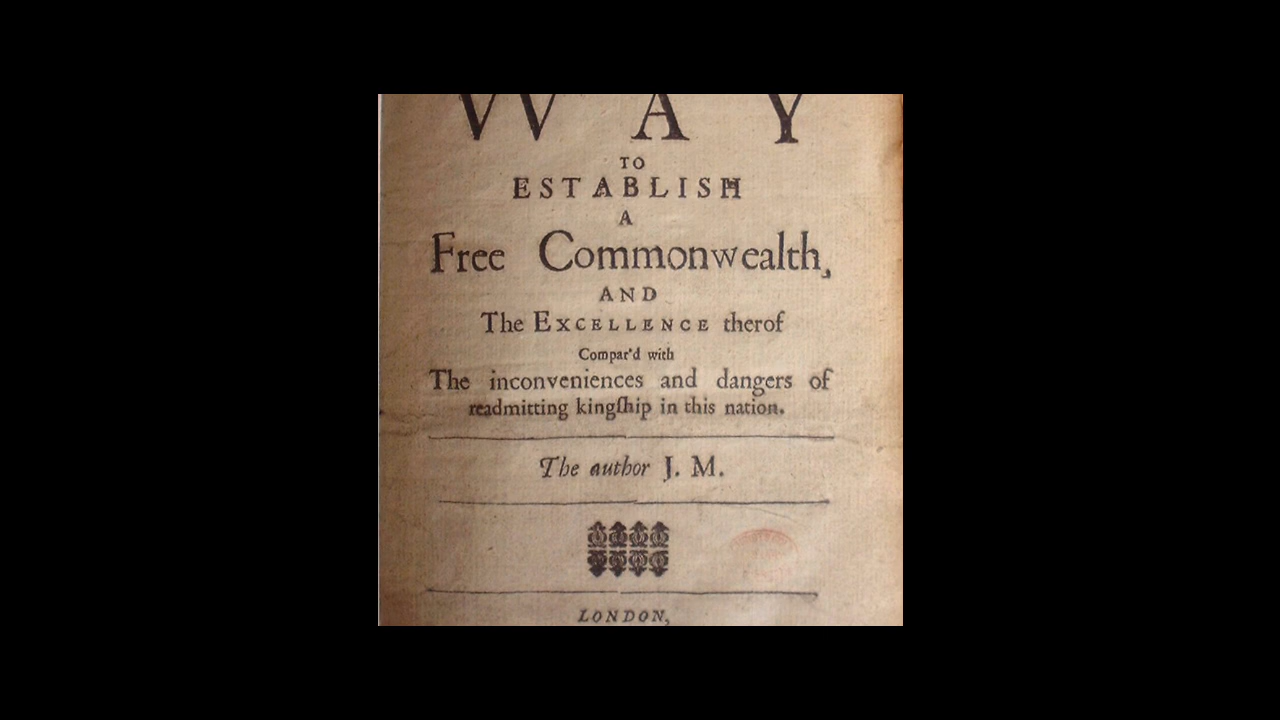 WAY
TO
ESTABLISH
A
Free Commonwealth,
AND
The EXCELLENCE therof
Compar'd with
The inconveniences and dangers of
readmitting kingſhip in this nation.
The author J. M.
LONDON,